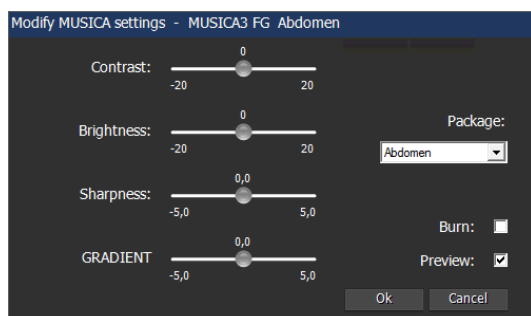 Modify MUSICA settings - MUSICA3 FG Abdomen
0
Contrast:
-20 20
0
Brightness:
-20 20
Package:
Abdomen
0,0
Sharpness:
-5,0 5,0
Burn:
0,0
GRADIENT
Preview:
-5,0 5,0
Ok Cancel